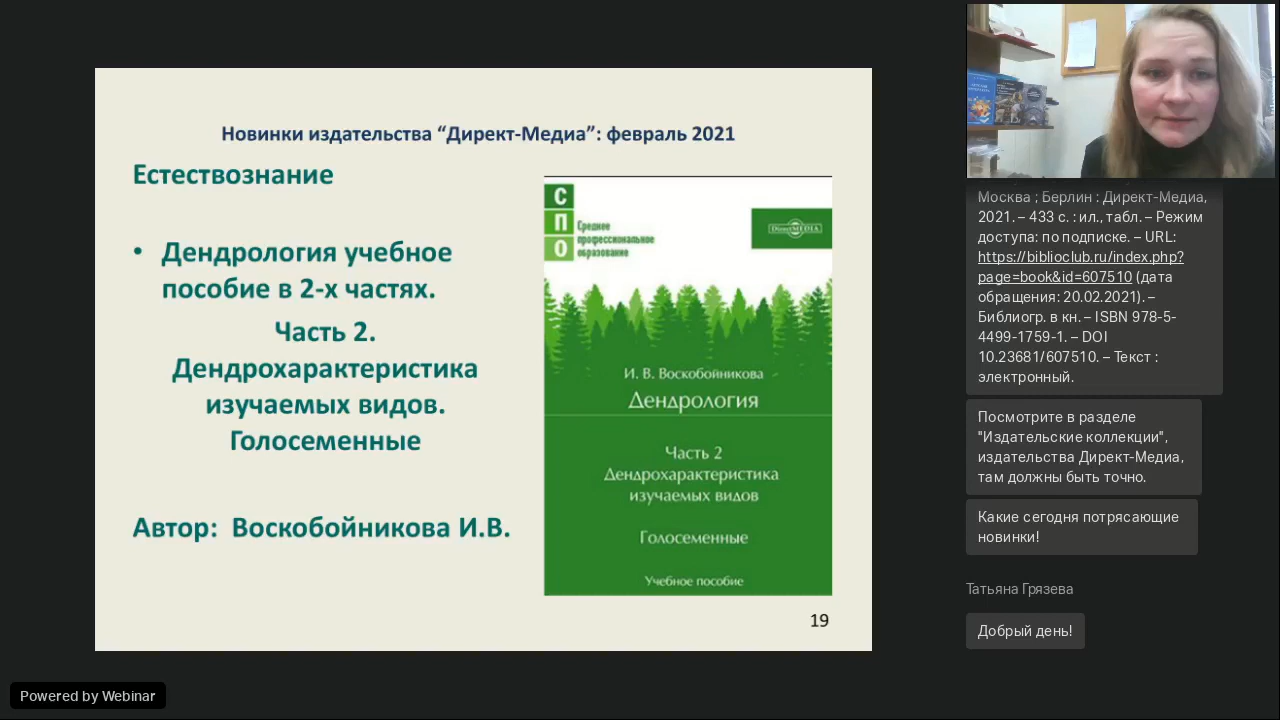 Новинки издательства “Директ-Медиа”: февраль 2021
Естествознание
• Дендрология учебное
пособие в 2-х частях.
Часть 2.
Дендрохарактеристика
изучаемых видов.
Голосеменные
Автор: Воскобойникова И.В.
С
П
О
Среднее
профессиональное
образование
DirectMEDIA
И. В. Воскобойникова
Дендрология
Часть 2
Дендрохарактеристика
изучаемых видов
Голосеменные
Учебное пособие
19
Москва ; Берлин : Директ-Медиа,
2021. – 433 с. : ил., табл. – Режим
доступа: по подписке. – URL:
https://biblioclub.ru/index.php?
page=book&id=607510 (дата
обращения: 20.02.2021). –
Библиогр. в кн. – ISBN 978-5-
4499-1759-1. – DOI
10.23681/607510. – Текст :
электронный.
Посмотрите в разделе
"Издательские коллекции",
издательства Директ-Медиа,
там должны быть точно.
Какие сегодня потрясающие
новинки!
Татьяна Грязева
Добрый день!
Powered by Webinar